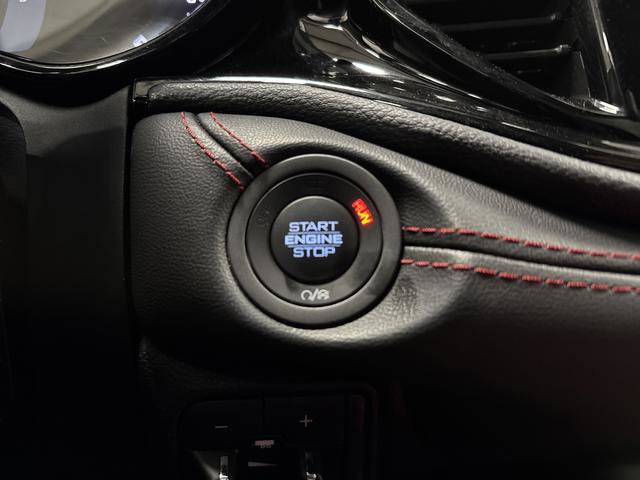 RUN
START
ENGINE
STOP
− +